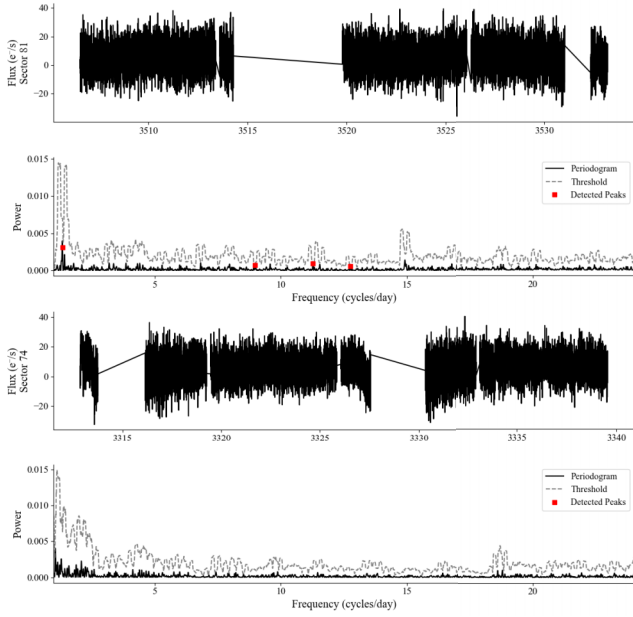 Flux (e⁻/s)
Sector 81
40
20
0
−20
3510
3515
3520
3525
3530
Power
0.015
0.010
0.005
0.000
Periodogram
Threshold
Detected Peaks
5
10
15
20
Frequency (cycles/day)
Flux (e⁻/s)
Sector 74
40
20
0
−20
3315
3320
3325
3330
3335
3340
Power
0.015
0.010
0.005
0.000
Periodogram
Threshold
Detected Peaks
5
10
15
20
Frequency (cycles/day)